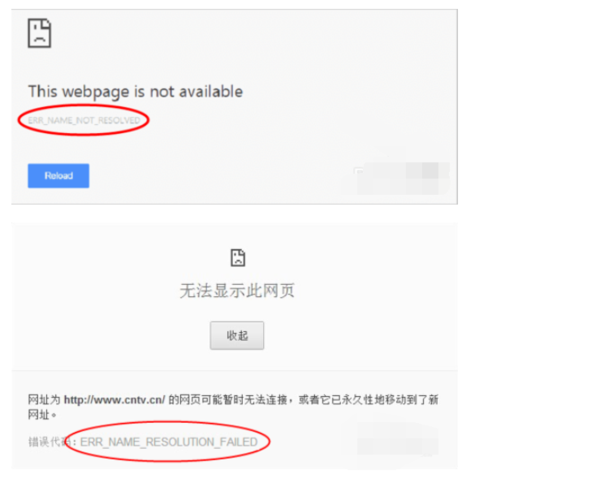 This webpage is not available
ERR_NAME_NOT_RESOLVED
Reload
无法显示此网页
收起
网址为 http://www.cntv.cn/ 的网页可能暂时无法连接，或者它已永久性地移动到了新
网址。
错误代码：ERR_NAME_RESOLUTION_FAILED